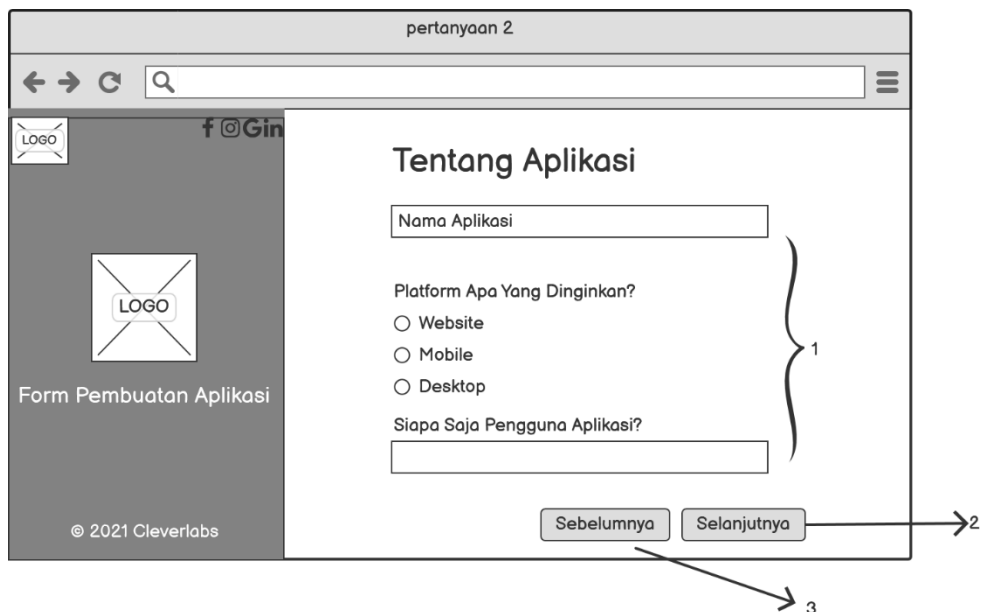 pertanyaan 2
LOGO
f Gin
LOGO
Form Pembuatan Aplikasi
© 2021 Cleverlabs
Tentang Aplikasi
Nama Aplikasi
Platform Apa Yang Dinginkan?
Website
Mobile
Desktop
Siapa Saja Pengguna Aplikasi?
1
Sebelumnya
Selanjutnya
2
3